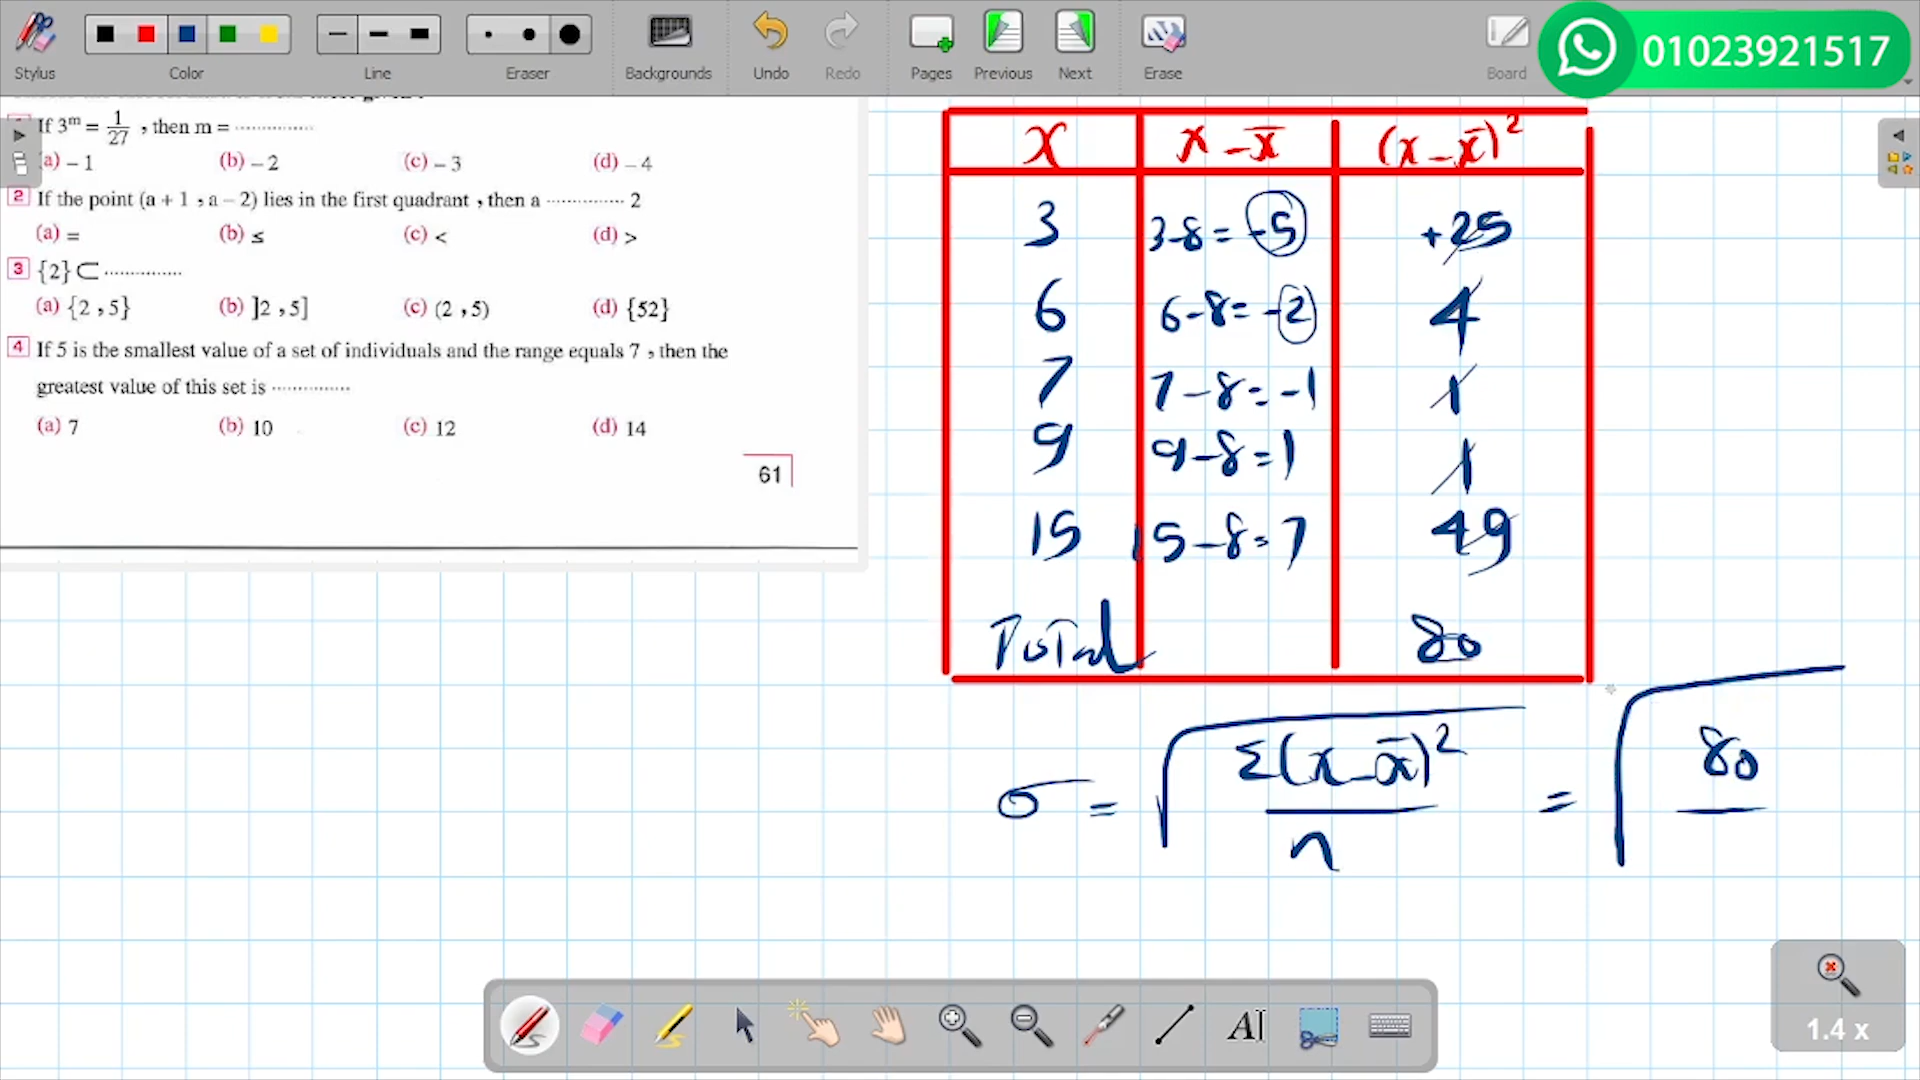 Stylus
Color
Line
Eraser
Backgrounds
Undo
Redo
Pages
Previous
Next
Erase
Board
01023921517
If 3^m = 1/27 , then m = ...............
(a) – 1 (b) – 2 (c) – 3 (d) – 4
2 If the point (a + 1 , a – 2) lies in the first quadrant , then a ............... 2
(a) = (b) ≤ (c) < (d) >
3 {2} ⊂ ...............
(a) {2 , 5} (b) ]2 , 5] (c) (2 , 5) (d) {52}
4 If 5 is the smallest value of a set of individuals and the range equals 7 , then the
greatest value of this set is ...............
(a) 7 (b) 10 (c) 12 (d) 14
61
x x – x̄ (x – x̄)²
3 3-8 = -5 +25
6 6-8 = -2 4
7 7-8 = -1 1
9 9-8 = 1 1
15 15-8 = 7 49
Total 80
σ = √(Σ(x – x̄)² / n) = √(80 /
AI
1.4 x